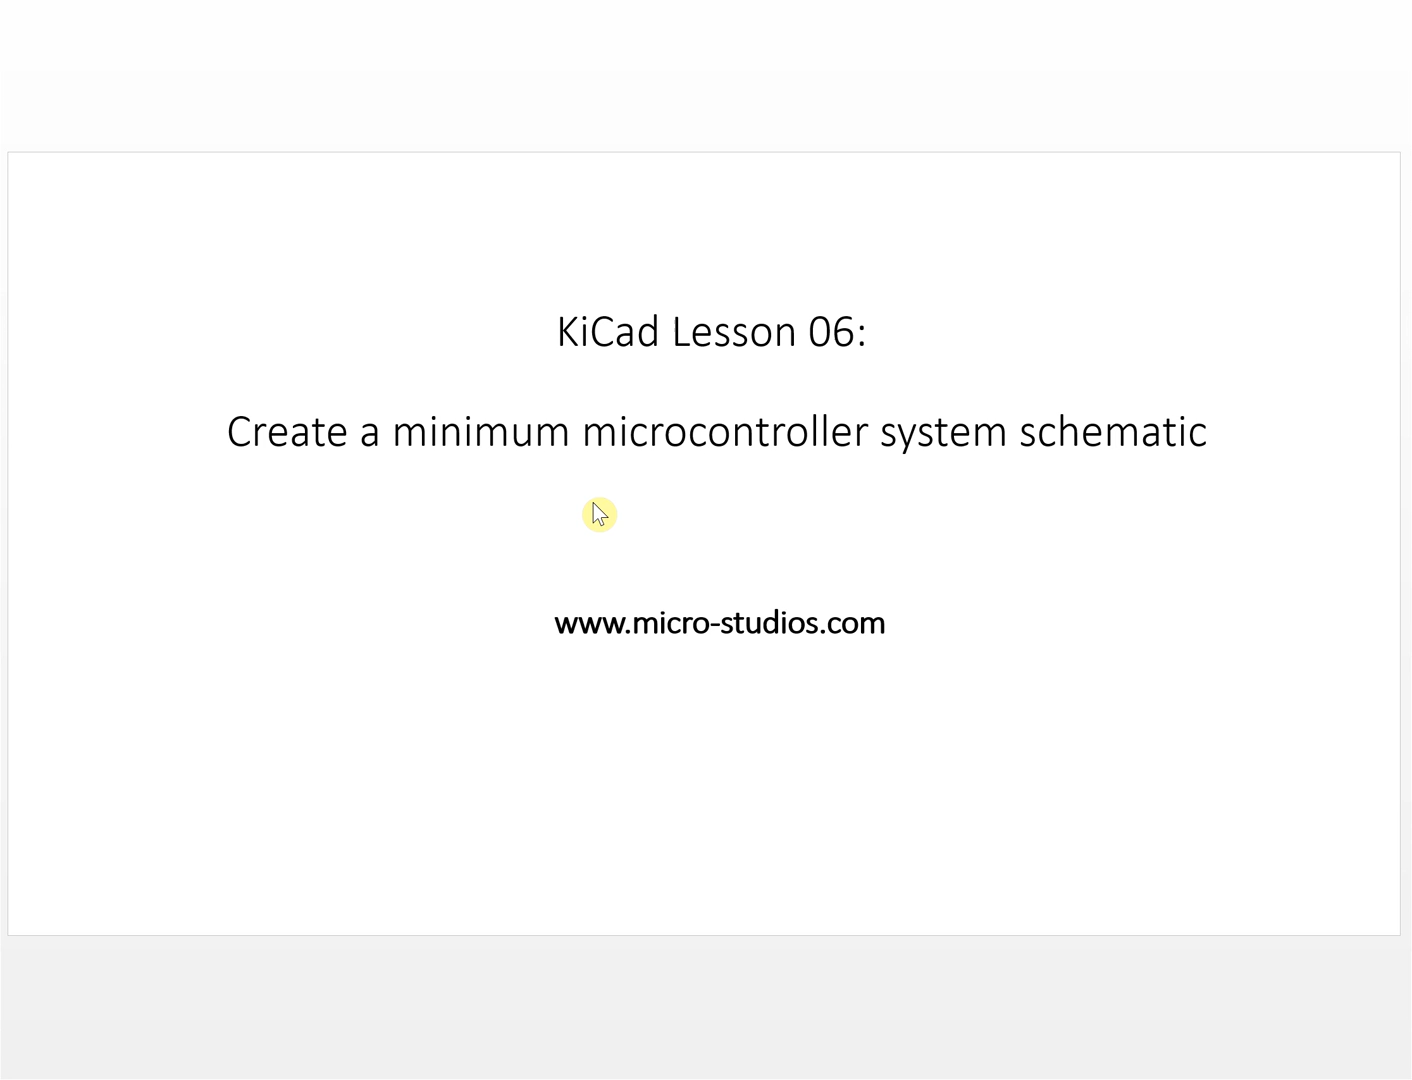 KiCad Lesson 06:
Create a minimum microcontroller system schematic
www.micro-studios.com